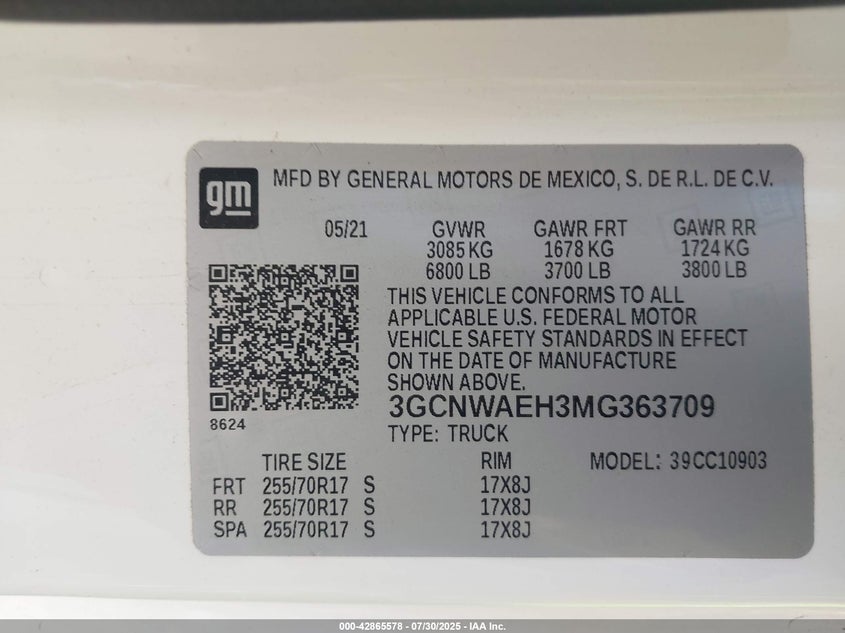 gm
MFD BY GENERAL MOTORS DE MEXICO, S. DE R.L. DE C.V.
05/21 GVWR GAWR FRT GAWR RR
3085 KG 1678 KG 1724 KG
6800 LB 3700 LB 3800 LB
THIS VEHICLE CONFORMS TO ALL
APPLICABLE U.S. FEDERAL MOTOR
VEHICLE SAFETY STANDARDS IN EFFECT
ON THE DATE OF MANUFACTURE
SHOWN ABOVE.
3GCNWAEH3MG363709
8624
TYPE: TRUCK
TIRE SIZE RIM MODEL: 39CC10903
FRT 255/70R17 S 17X8J
RR 255/70R17 S 17X8J
SPA 255/70R17 S 17X8J
000-42865578 - 07/30/2025 - IAA Inc.